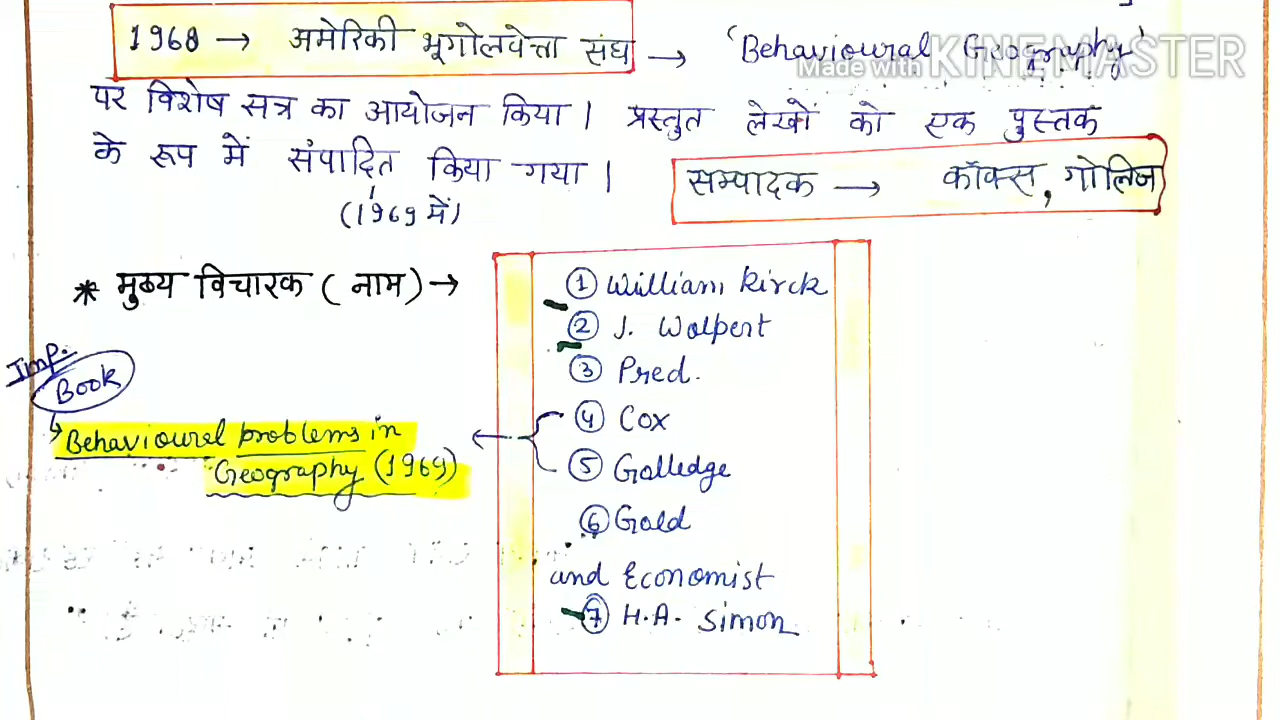 1968 → अमेरिकी भूगोलवेत्ता संघ → 'Behavioural Geography'
Made with KINEMASTER
पर विशेष सत्र का आयोजन किया। प्रस्तुत लेखों को एक पुस्तक
के रूप में संपादित किया गया।
(1969 में)
सम्पादक → कॉक्स, गोलिज
* मुख्य विचारक (नाम) →
① William Kirck
② J. Wolpert
③ Pred.
④ Cox
⑤ Golledge
⑥ Gold
and Economist
⑦ H.A. Simon
Imp.
Book
Behavioural problems in
Geography (1969)